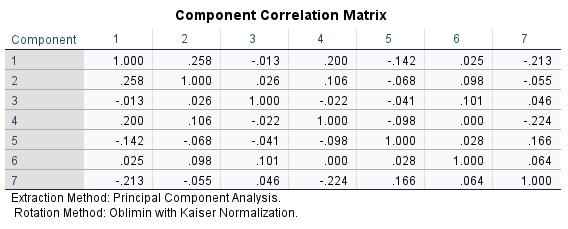 Component Correlation Matrix
Component 1 2 3 4 5 6 7
1 1.000 .258 -.013 .200 -.142 .025 -.213
2 .258 1.000 .026 .106 -.068 .098 -.055
3 -.013 .026 1.000 -.022 -.041 .101 .046
4 .200 .106 -.022 1.000 -.098 .000 -.224
5 -.142 -.068 -.041 -.098 1.000 .028 .166
6 .025 .098 .101 .000 .028 1.000 .064
7 -.213 -.055 .046 -.224 .166 .064 1.000
Extraction Method: Principal Component Analysis.
Rotation Method: Oblimin with Kaiser Normalization.